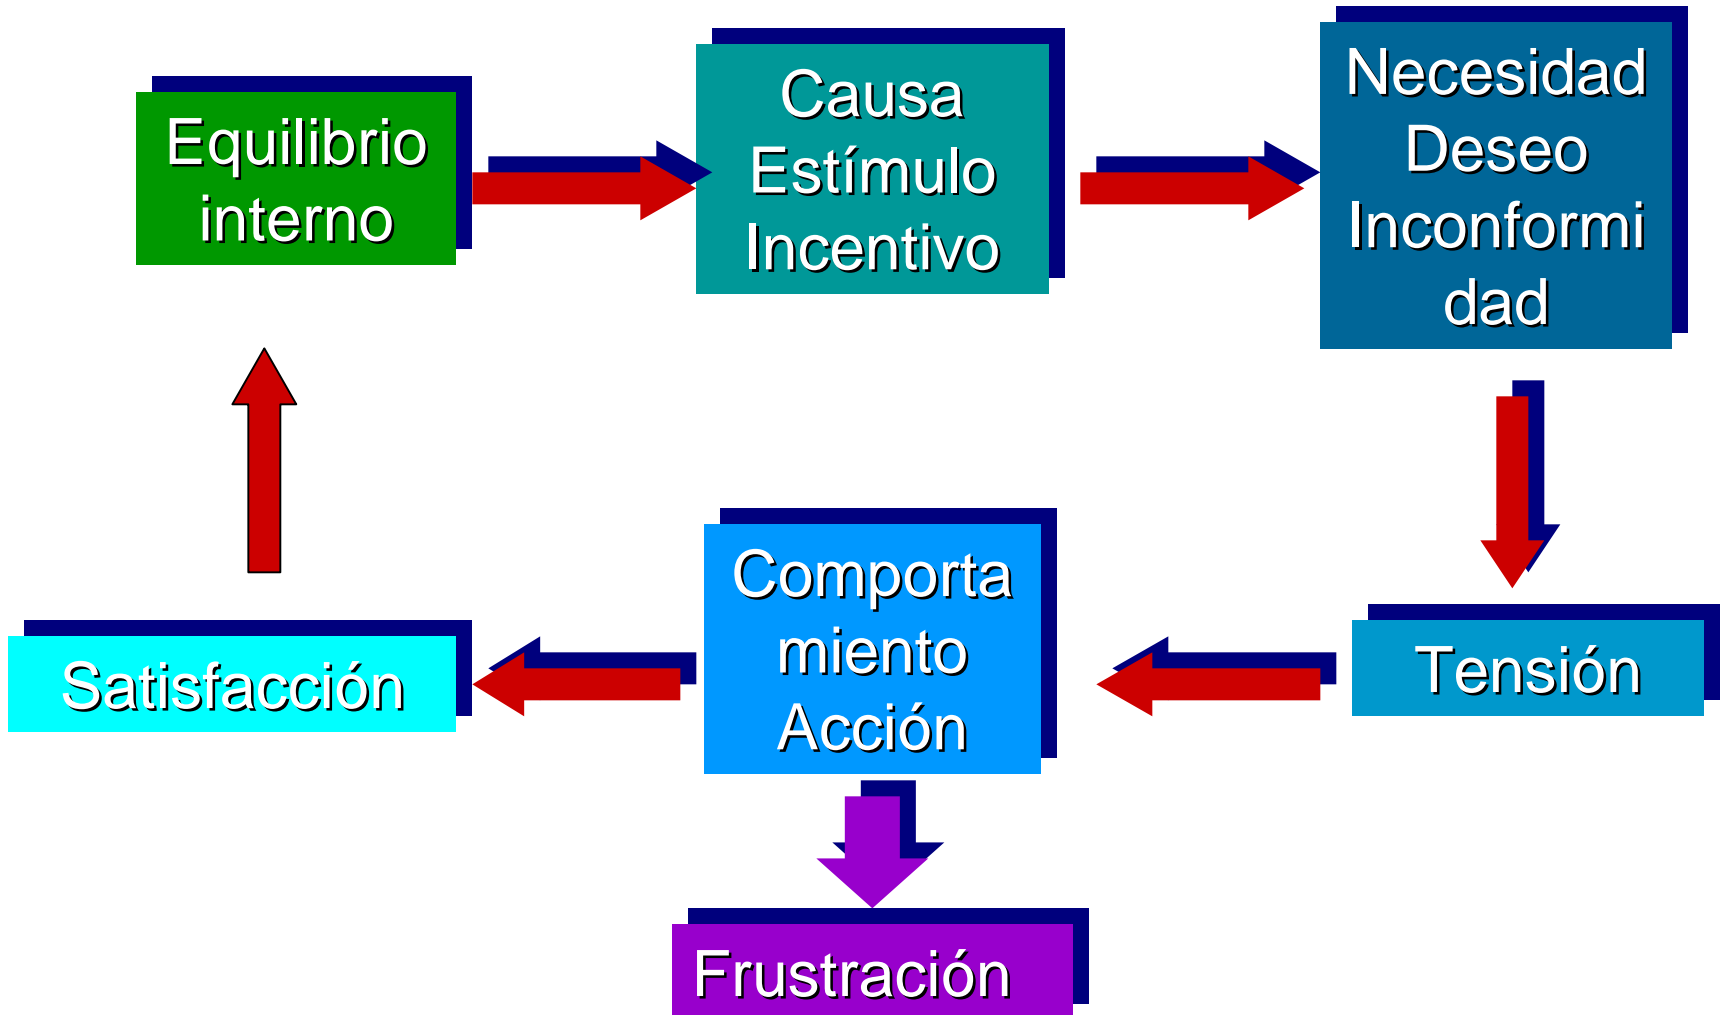 Equilibrio
interno
Causa
Estímulo
Incentivo
Necesidad
Deseo
Inconformi
dad
Tensión
Comporta
miento
Acción
Satisfacción
Frustración